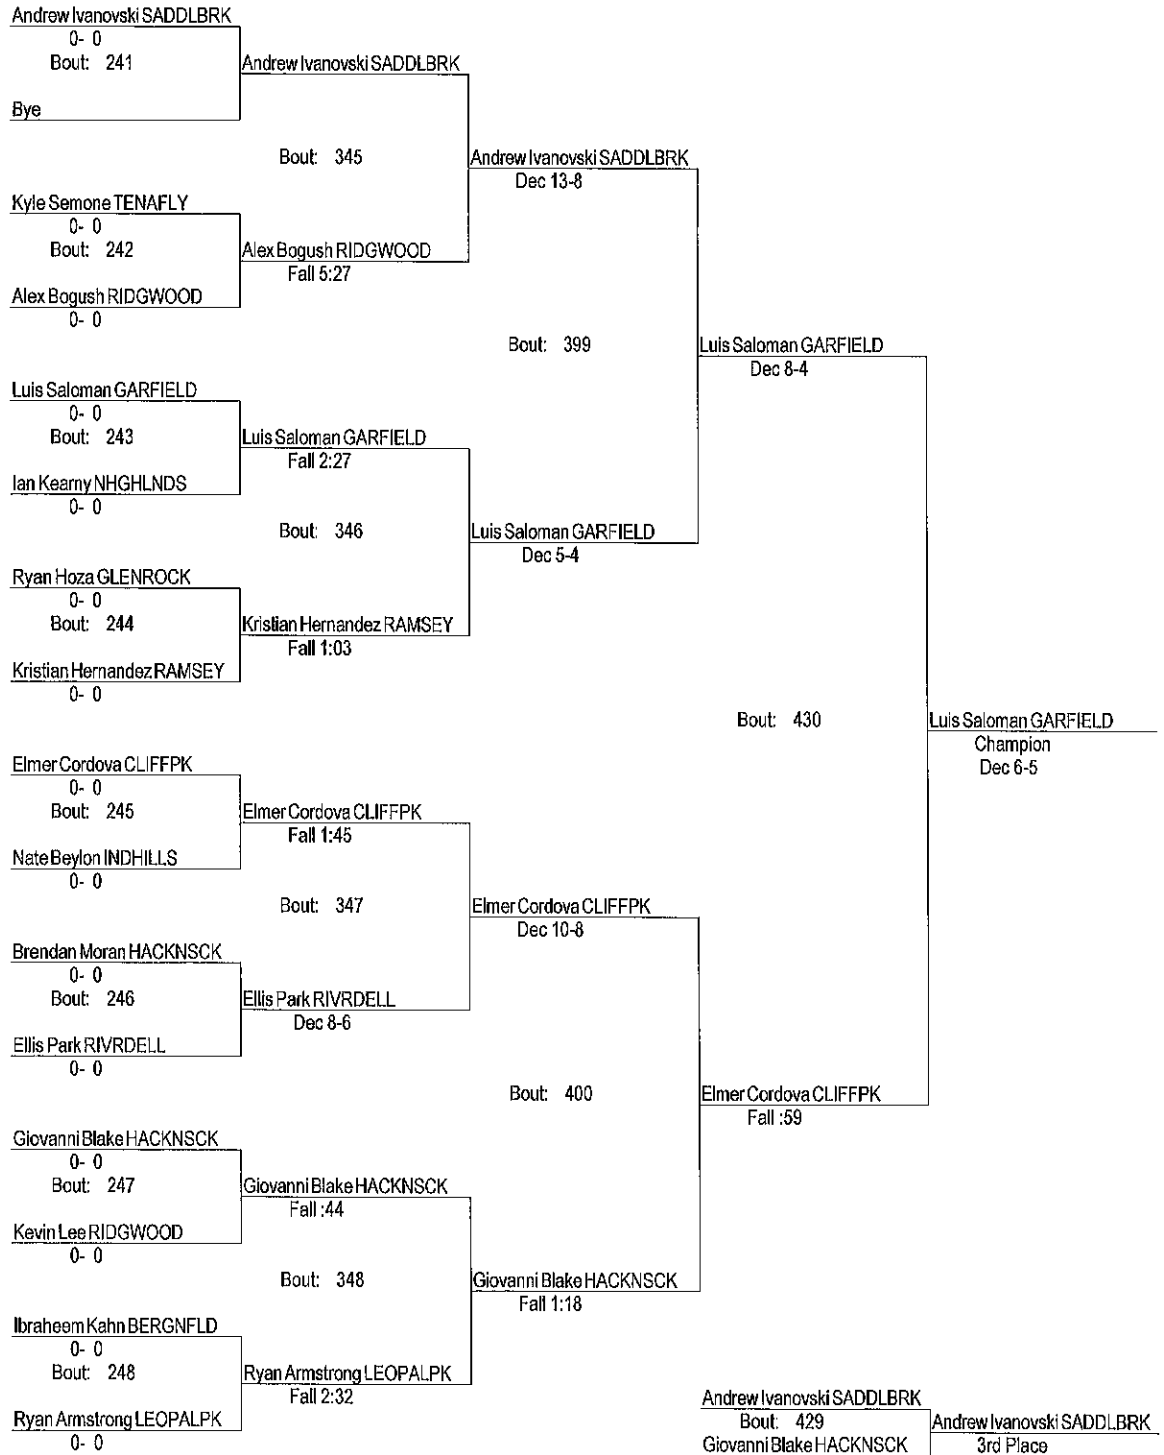 Andrew Ivanovski SADDLBRK
0- 0
Bout: 241
Andrew Ivanovski SADDLBRK
Bye
Bout: 345
Andrew Ivanovski SADDLBRK
Dec 13-8
Kyle Semone TENAFLY
0- 0
Bout: 242
Alex Bogush RIDGWOOD
Fall 5:27
Alex Bogush RIDGWOOD
0- 0
Bout: 399
Luis Saloman GARFIELD
Dec 8-4
Luis Saloman GARFIELD
0- 0
Bout: 243
Luis Saloman GARFIELD
Fall 2:27
Ian Kearny NHGHLNDS
0- 0
Bout: 346
Luis Saloman GARFIELD
Dec 5-4
Ryan Hoza GLENROCK
0- 0
Bout: 244
Kristian Hernandez RAMSEY
Fall 1:03
Kristian Hernandez RAMSEY
0- 0
Bout: 430
Luis Saloman GARFIELD
Champion
Dec 6-5
Elmer Cordova CLIFFPK
0- 0
Bout: 245
Elmer Cordova CLIFFPK
Fall 1:45
Nate Beylon INDHILLS
0- 0
Bout: 347
Elmer Cordova CLIFFPK
Dec 10-8
Brendan Moran HACKNSCK
0- 0
Bout: 246
Ellis Park RIVRDELL
Dec 8-6
Ellis Park RIVRDELL
0- 0
Bout: 400
Elmer Cordova CLIFFPK
Fall :59
Giovanni Blake HACKNSCK
0- 0
Bout: 247
Giovanni Blake HACKNSCK
Fall :44
Kevin Lee RIDGWOOD
0- 0
Bout: 348
Giovanni Blake HACKNSCK
Fall 1:18
Ibraheem Kahn BERGNFLD
0- 0
Bout: 248
Ryan Armstrong LEOPALPK
Fall 2:32
Ryan Armstrong LEOPALPK
0- 0
Andrew Ivanovski SADDLBRK
Bout: 429
Andrew Ivanovski SADDLBRK
Giovanni Blake HACKNSCK
3rd Place